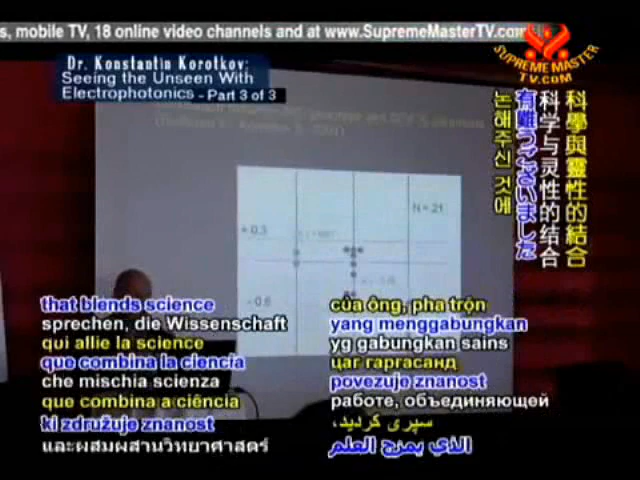 s, mobile TV, 18 online video channels and at www.SupremeMasterTV.com
SUPREME MASTER
TV.COM
Dr. Konstantin Korotkov:
Seeing the Unseen With
Electrophotonics - Part 3 of 3
科學與靈性的結合
科学与灵性的结合
有難うございました
논해주신 것에
N = 21
that blends science
sprechen, die Wissenschaft
qui allie la science
que combina la ciencia
che mischia scienza
que combina a ciência
ki združuje znanost
และผสมผสานวิทยาศาสตร์
của ông, pha trộn
yang menggabungkan
yg gabungkan sains
цаг гаргасанд
povezuje znanost
работе, объединяющей
سپری کردید،
الذي يمزج العلم